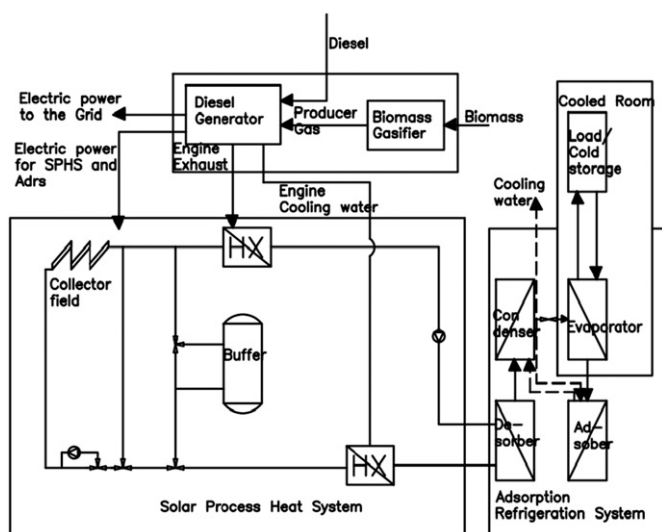 Diesel
Electric power
to the Grid
Diesel
Generator
Producer
Gas
Biomass
Gasifier
Biomass
Cooled Room
Load/
Cold
storage
Electric power
for SPHS and
Adrs
Engine
Exhaust
Engine
Cooling water
Cooling
water
HX
Collector
field
Buffer
Con
denser
Evaporator
De-
sorber
Ad-
sober
HX
Solar Process Heat System
Adsorption
Refrigeration System